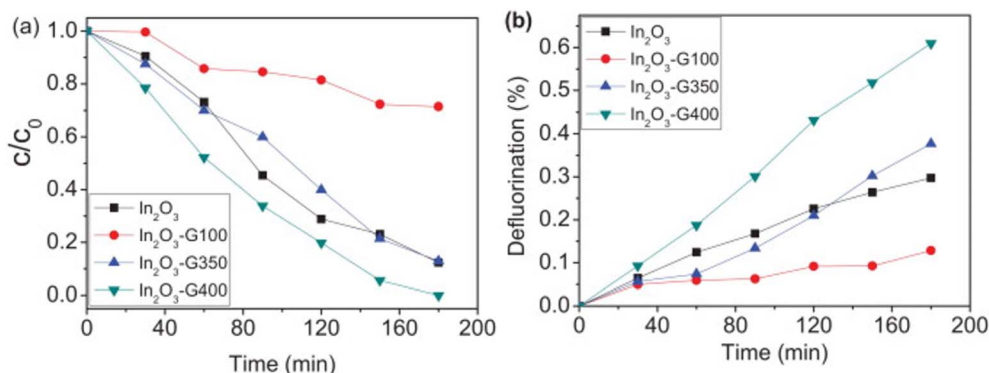 (a)
1.0
0.8
0.6
0.4
0.2
0.0
c/c₀
In₂O₃
In₂O₃-G100
In₂O₃-G350
In₂O₃-G400
0 40 80 120 160 200
Time (min)
(b)
0.6
0.5
0.4
0.3
0.2
0.1
0.0
Defluorination (%)
In₂O₃
In₂O₃-G100
In₂O₃-G350
In₂O₃-G400
0 40 80 120 160 200
Time (min)